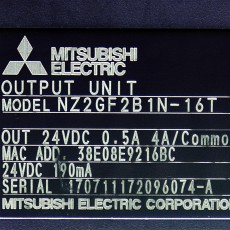 MITSUBISHI
ELECTRIC
OUTPUT UNIT
MODEL NZ2GF2B1N-16T
OUT 24VDC 0.5A 4A/Commo
MAC ADD. 38E08E9216BC
24VDC 190mA
SERIAL 170711172096074-A
MITSUBISHI ELECTRIC CORPORATION